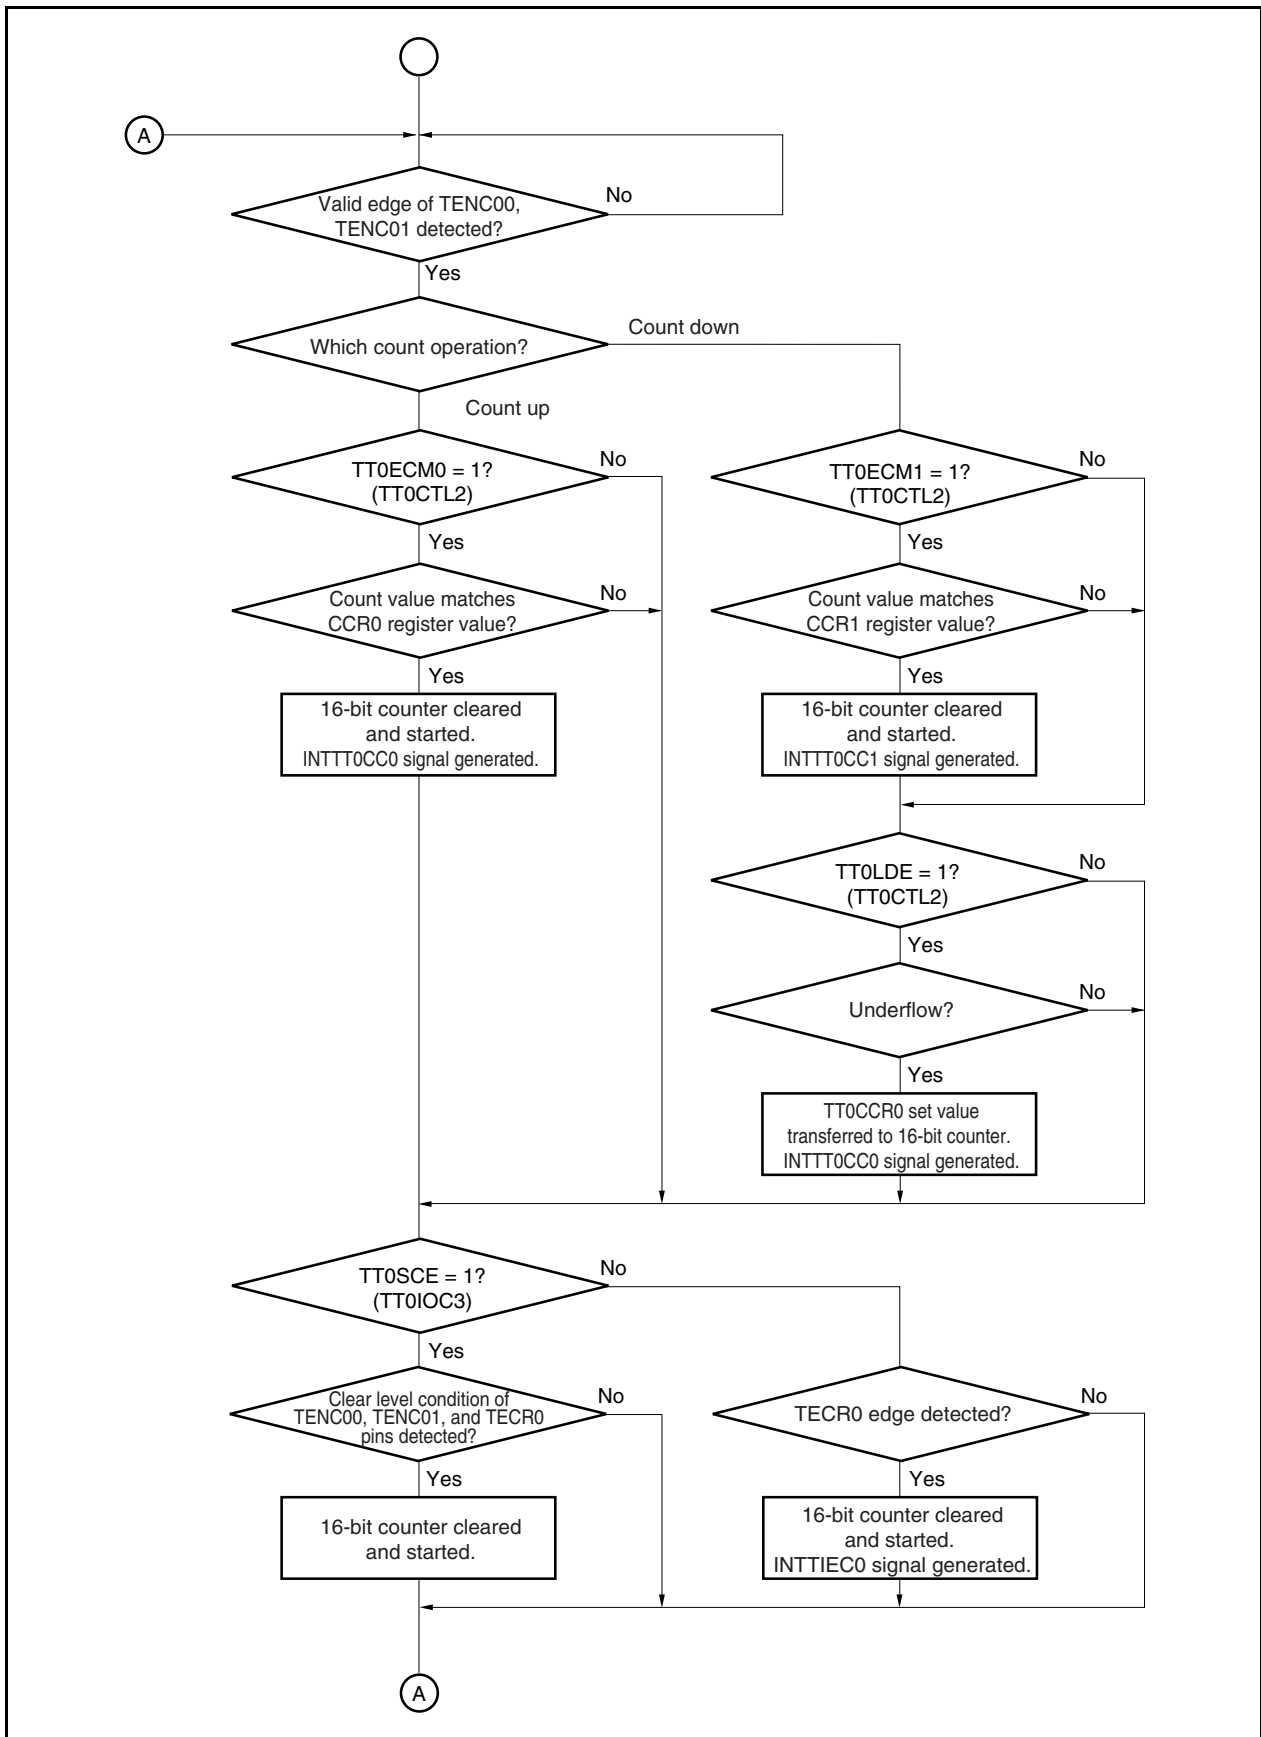 A
Valid edge of TENC00,
TENC01 detected?
No
Yes
Which count operation?
Count down
Count up
TT0ECM0 = 1?
(TT0CTL2)
No
TT0ECM1 = 1?
(TT0CTL2)
No
Yes
Yes
Count value matches
CCR0 register value?
No
Count value matches
CCR1 register value?
No
Yes
Yes
16-bit counter cleared
and started.
INTTT0CC0 signal generated.
16-bit counter cleared
and started.
INTTT0CC1 signal generated.
TT0LDE = 1?
(TT0CTL2)
No
Yes
Underflow?
No
Yes
TT0CCR0 set value
transferred to 16-bit counter.
INTTT0CC0 signal generated.
TT0SCE = 1?
(TT0IOC3)
No
Yes
Clear level condition of
TENC00, TENC01, and TECR0
pins detected?
No
TECR0 edge detected?
No
Yes
Yes
16-bit counter cleared
and started.
16-bit counter cleared
and started.
INTTIEC0 signal generated.
A